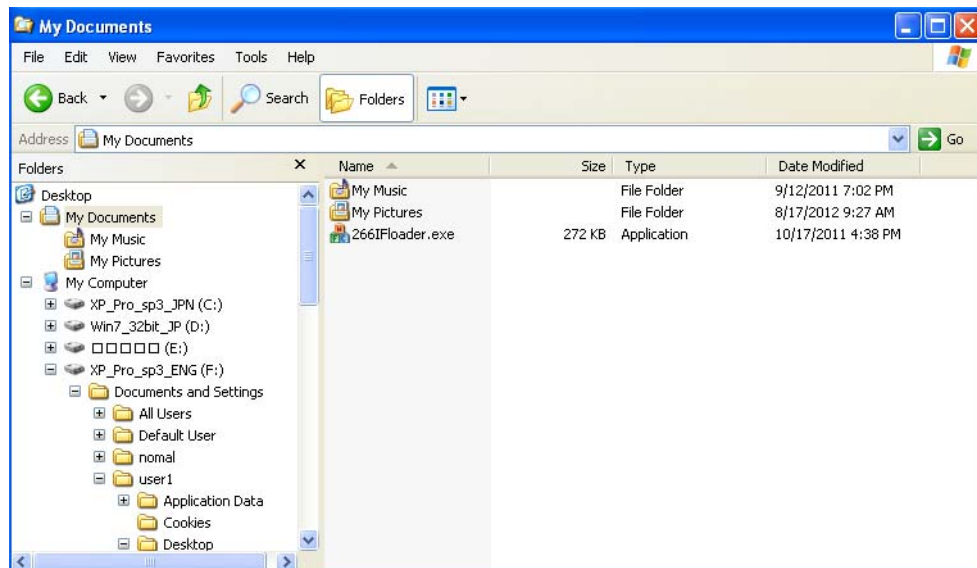 My Documents
File Edit View Favorites Tools Help
Back Search Folders
Address My Documents Go
Folders Name Size Type Date Modified
Desktop
My Documents
My Music
My Pictures
My Computer
XP_Pro_sp3_JPN (C:)
Win7_32bit_JP (D:)
□□□□□ (E:)
XP_Pro_sp3_ENG (F:)
Documents and Settings
All Users
Default User
nomal
user1
Application Data
Cookies
Desktop
My Music File Folder 9/12/2011 7:02 PM
My Pictures File Folder 8/17/2012 9:27 AM
266IFloader.exe 272 KB Application 10/17/2011 4:38 PM